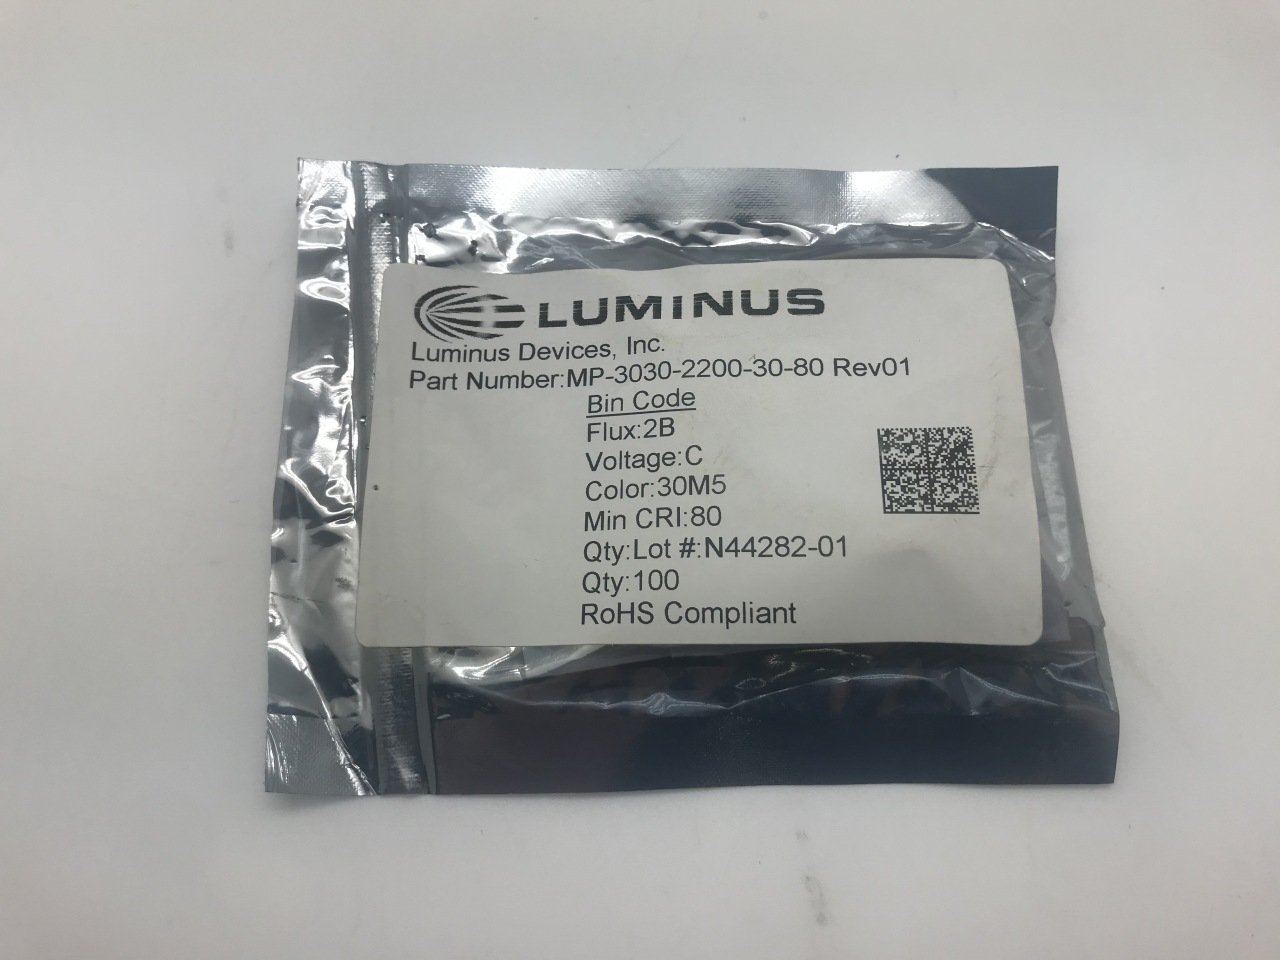 LUMINUS
Luminus Devices, Inc.
Part Number:MP-3030-2200-30-80 Rev01
Bin Code
Flux:2B
Voltage:C
Color:30M5
Min CRI:80
Qty:Lot #:N44282-01
Qty:100
RoHS Compliant